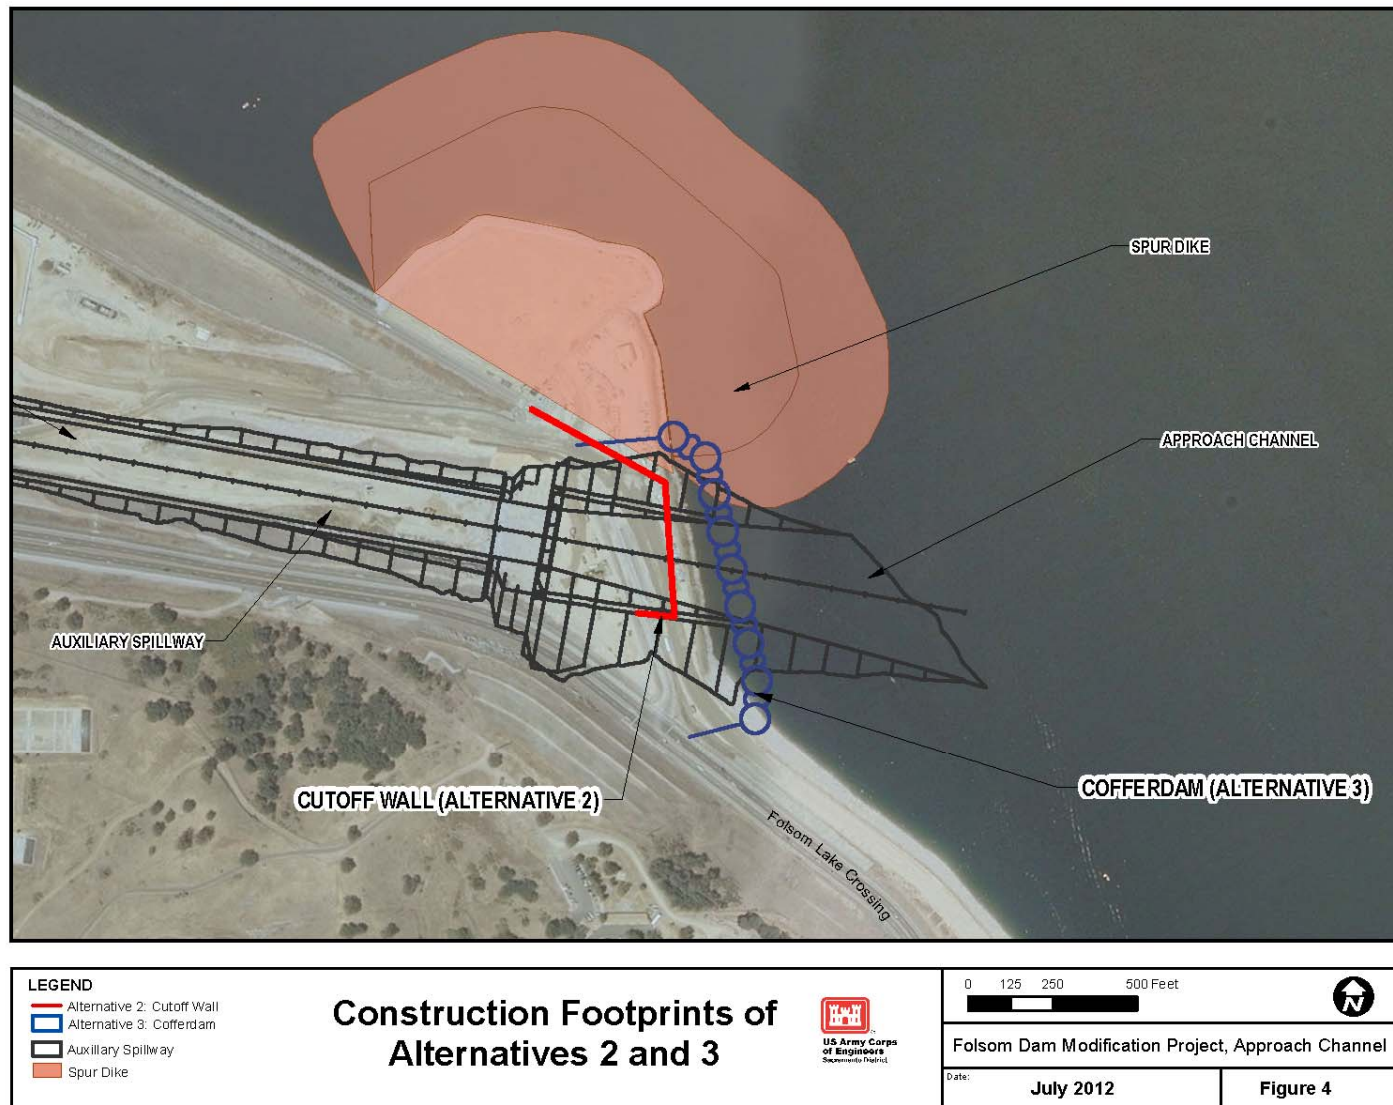 SPUR DIKE
APPROACH CHANNEL
AUXILIARY SPILLWAY
CUTOFF WALL (ALTERNATIVE 2)
COFFERDAM (ALTERNATIVE 3)
Folsom Lake Crossing
LEGEND
Alternative 2: Cutoff Wall
Alternative 3: Cofferdam
Auxillary Spillway
Spur Dike
Construction Footprints of
Alternatives 2 and 3
US Army Corps
of Engineers
Sacramento District
0 125 250 500 Feet
N
Folsom Dam Modification Project, Approach Channel
Date:
July 2012
Figure 4